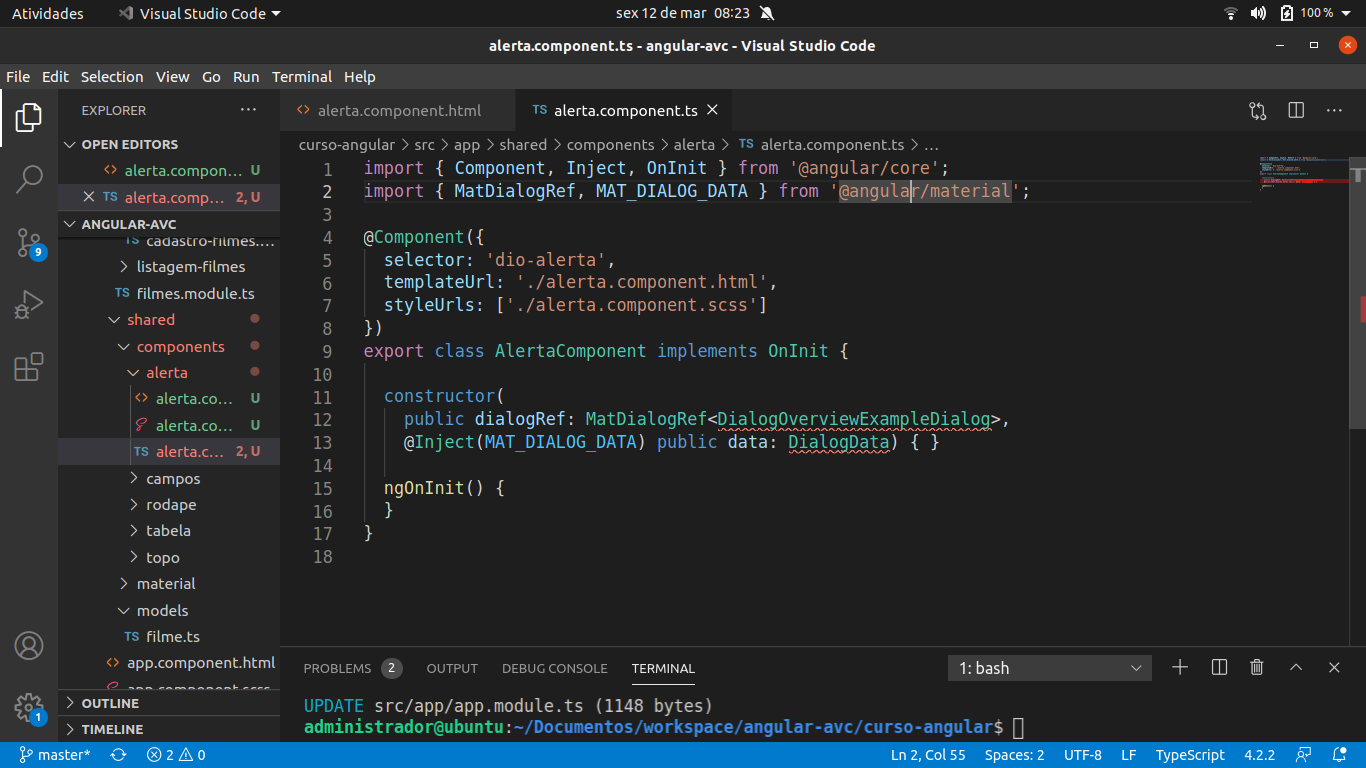 Atividades
Visual Studio Code
sex 12 de mar 08:23
100 %
alerta.component.ts - angular-avc - Visual Studio Code
File Edit Selection View Go Run Terminal Help
EXPLORER
OPEN EDITORS
alerta.compon... U
TS alerta.comp... 2, U
ANGULAR-AVC
TS cadastro-filmes....
listagem-filmes
TS filmes.module.ts
shared
components
alerta
alerta.co... U
alerta.co... U
TS alerta.c... 2, U
campos
rodape
tabela
topo
material
models
TS filme.ts
app.component.html
app.component.scss
OUTLINE
TIMELINE
9
1
alerta.component.html
TS alerta.component.ts
curso-angular > src > app > shared > components > alerta > TS alerta.component.ts > ...
1 import { Component, Inject, OnInit } from '@angular/core';
2 import { MatDialogRef, MAT_DIALOG_DATA } from '@angular/material';
3
4 @Component({
5   selector: 'dio-alerta',
6   templateUrl: './alerta.component.html',
7   styleUrls: ['./alerta.component.scss']
8 })
9 export class AlertaComponent implements OnInit {
10
11   constructor(
12     public dialogRef: MatDialogRef<DialogOverviewExampleDialog>,
13     @Inject(MAT_DIALOG_DATA) public data: DialogData) { }
14
15   ngOnInit() {
16   }
17 }
18
PROBLEMS 2 OUTPUT DEBUG CONSOLE TERMINAL
1: bash
UPDATE src/app/app.module.ts (1148 bytes)
administrador@ubuntu:~/Documentos/workspace/angular-avc/curso-angular$
master*
2 0
Ln 2, Col 55
Spaces: 2
UTF-8
LF
TypeScript
4.2.2